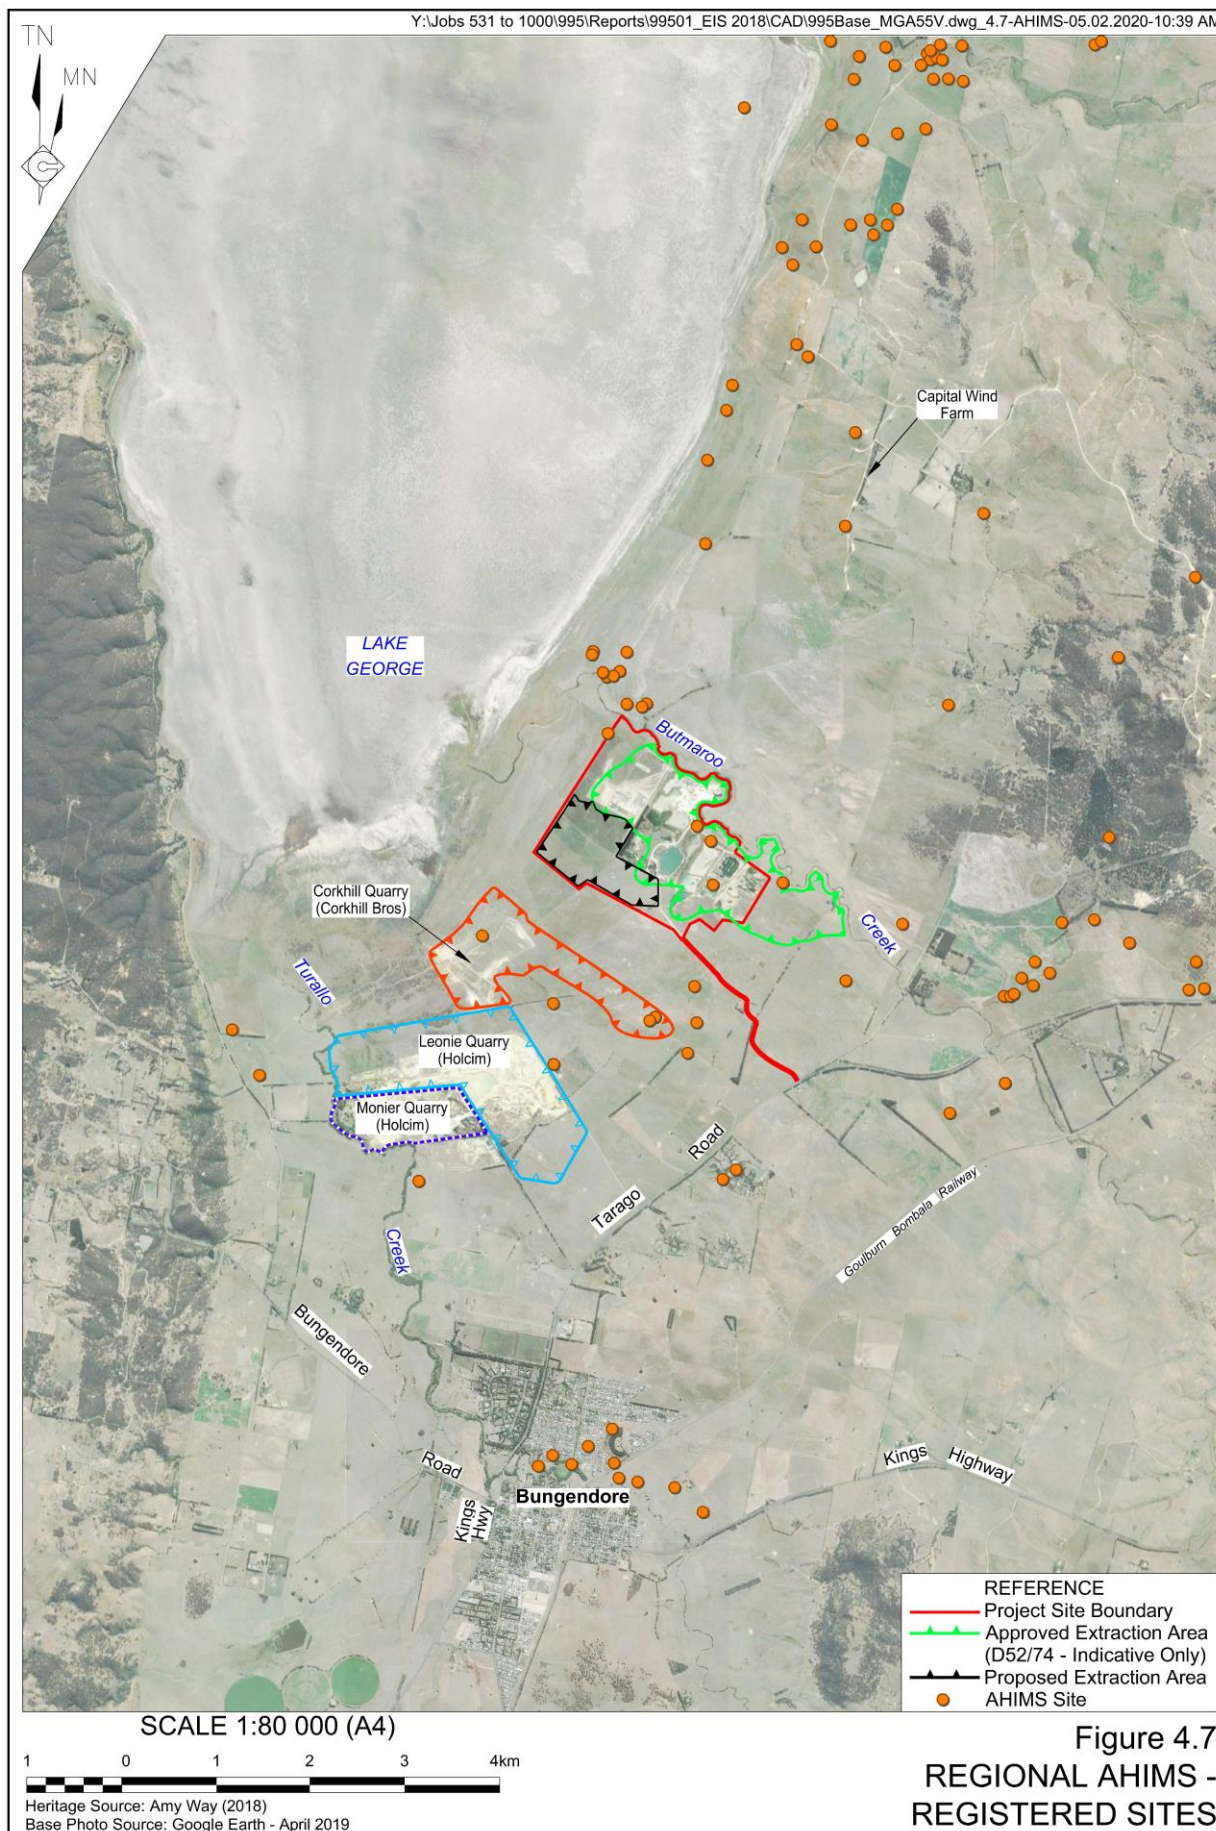 Y:\Jobs 531 to 1000\995\Reports\99501_EIS 2018\CAD\995Base_MGA55V.dwg_4.7-AHIMS-05.02.2020-10:39 AM
TN
MN
Capital Wind
Farm
LAKE
GEORGE
Butmaroo
Corkhill Quarry
(Corkhill Bros)
Creek
Turallo
Leonie Quarry
(Holcim)
Monier Quarry
(Holcim)
Road
Tarago
Goulburn Bombala Railway
Creek
Bungendore
Road
Kings
Highway
Bungendore
Kings
Hwy
REFERENCE
Project Site Boundary
Approved Extraction Area
(D52/74 - Indicative Only)
Proposed Extraction Area
AHIMS Site
SCALE 1:80 000 (A4)
1 0 1 2 3 4km
Heritage Source: Amy Way (2018)
Base Photo Source: Google Earth - April 2019
Figure 4.7
REGIONAL AHIMS -
REGISTERED SITES